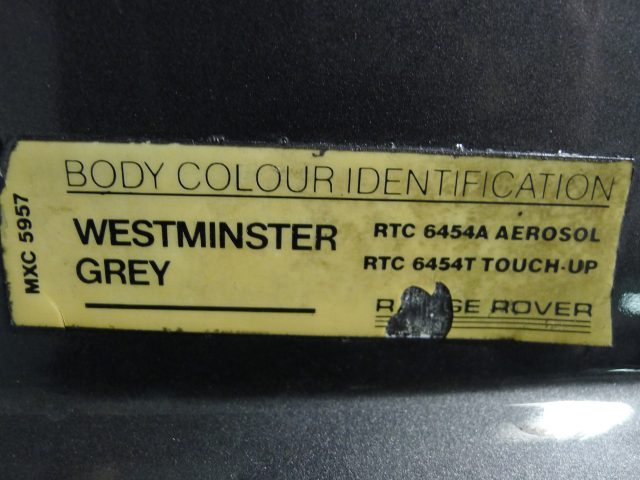 BODY COLOUR IDENTIFICATION
MXC 5957
WESTMINSTER
GREY
RTC 6454A AEROSOL
RTC 6454T TOUCH-UP
ROVER